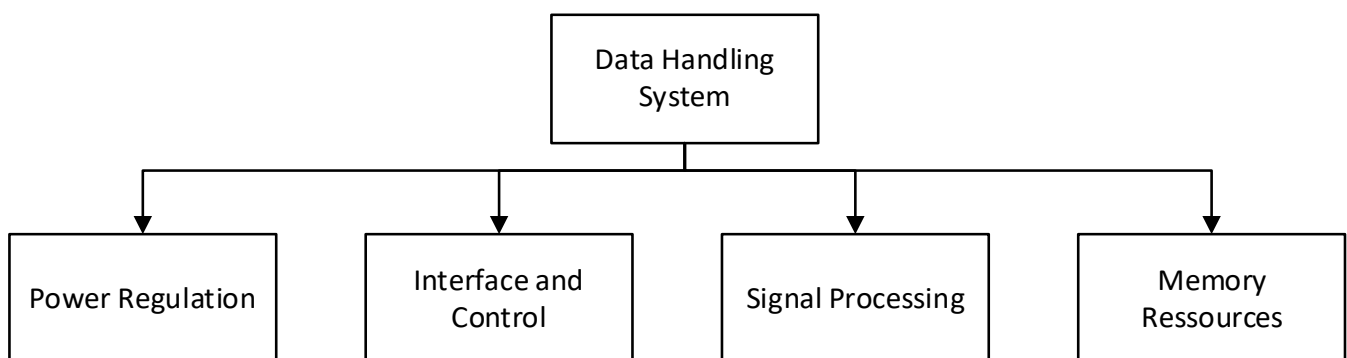 Data Handling
System
Power Regulation
Interface and
Control
Signal Processing
Memory
Ressources